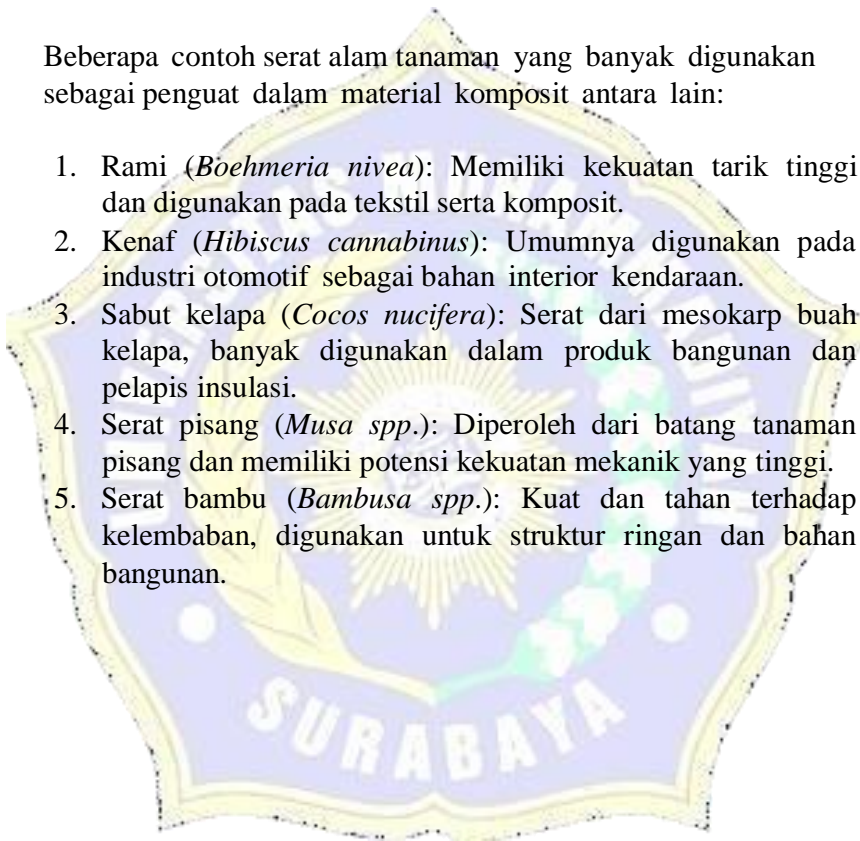 Beberapa contoh serat alam tanaman yang banyak digunakan
sebagai penguat dalam material komposit antara lain:
1. Rami (Boehmeria nivea): Memiliki kekuatan tarik tinggi
dan digunakan pada tekstil serta komposit.
2. Kenaf (Hibiscus cannabinus): Umumnya digunakan pada
industri otomotif sebagai bahan interior kendaraan.
3. Sabut kelapa (Cocos nucifera): Serat dari mesokarp buah
kelapa, banyak digunakan dalam produk bangunan dan
pelapis insulasi.
4. Serat pisang (Musa spp.): Diperoleh dari batang tanaman
pisang dan memiliki potensi kekuatan mekanik yang tinggi.
5. Serat bambu (Bambusa spp.): Kuat dan tahan terhadap
kelembaban, digunakan untuk struktur ringan dan bahan
bangunan.
SURABAYA